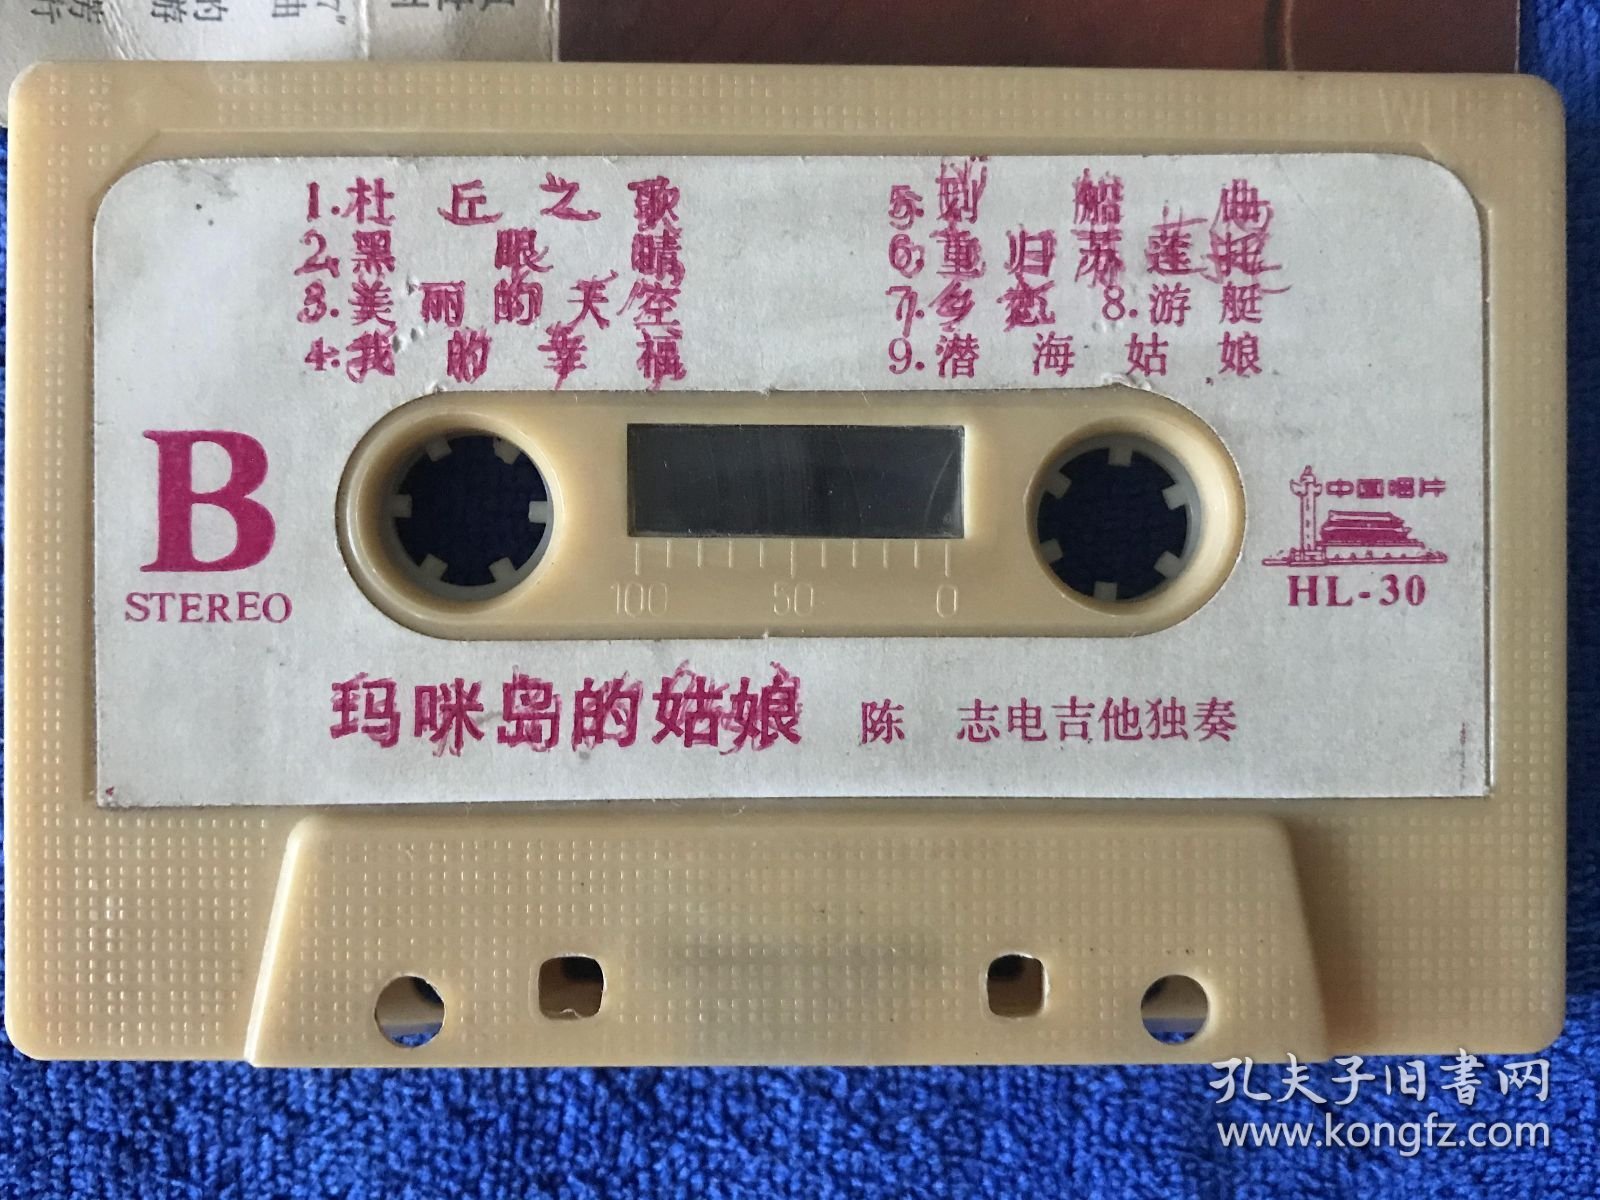 1.杜丘之歌
2.黑眼睛
3.美丽的天空
4.我的幸福
5.划船曲
6.重归苏莲托
7.乡恋 8.游艇
9.潜海姑娘
B
STEREO
100 50 0
中国唱片
HL-30
玛咪岛的姑娘 陈 志电吉他独奏
孔夫子旧書网
www.kongfz.com